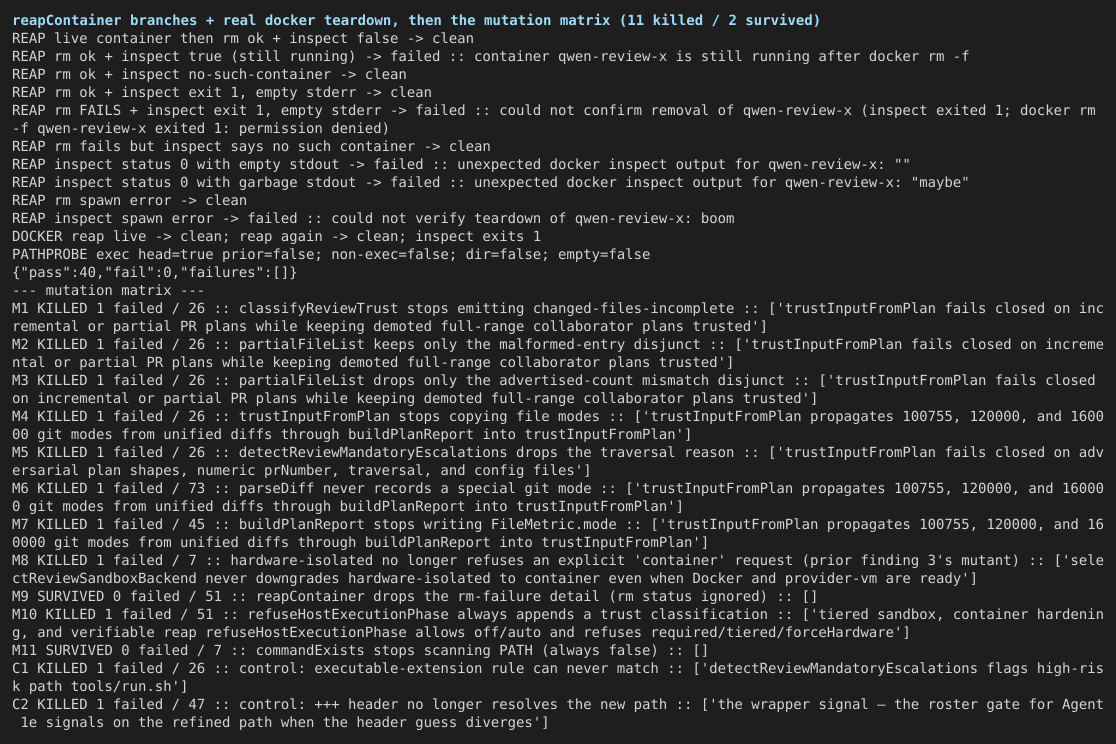 reapContainer branches + real docker teardown, then the mutation matrix (11 killed / 2 survived)
REAP live container then rm ok + inspect false -> clean
REAP rm ok + inspect true (still running) -> failed :: container qwen-review-x is still running after docker rm -f
REAP rm ok + inspect no-such-container -> clean
REAP rm ok + inspect exit 1, empty stderr -> clean
REAP rm FAILS + inspect exit 1, empty stderr -> failed :: could not confirm removal of qwen-review-x (inspect exited 1; docker rm
-f qwen-review-x exited 1: permission denied)
REAP rm fails but inspect says no such container -> clean
REAP inspect status 0 with empty stdout -> failed :: unexpected docker inspect output for qwen-review-x: ""
REAP inspect status 0 with garbage stdout -> failed :: unexpected docker inspect output for qwen-review-x: "maybe"
REAP rm spawn error -> clean
REAP inspect spawn error -> failed :: could not verify teardown of qwen-review-x: boom
DOCKER reap live -> clean; reap again -> clean; inspect exits 1
PATHPROBE exec head=true prior=false; non-exec=false; dir=false; empty=false
{"pass":40,"fail":0,"failures":[]}
--- mutation matrix ---
M1 KILLED 1 failed / 26 :: classifyReviewTrust stops emitting changed-files-incomplete :: ['trustInputFromPlan fails closed on inc
remental or partial PR plans while keeping demoted full-range collaborator plans trusted']
M2 KILLED 1 failed / 26 :: partialFileList keeps only the malformed-entry disjunct :: ['trustInputFromPlan fails closed on increme
ntal or partial PR plans while keeping demoted full-range collaborator plans trusted']
M3 KILLED 1 failed / 26 :: partialFileList drops only the advertised-count mismatch disjunct :: ['trustInputFromPlan fails closed
on incremental or partial PR plans while keeping demoted full-range collaborator plans trusted']
M4 KILLED 1 failed / 26 :: trustInputFromPlan stops copying file modes :: ['trustInputFromPlan propagates 100755, 120000, and 1600
00 git modes from unified diffs through buildPlanReport into trustInputFromPlan']
M5 KILLED 1 failed / 26 :: detectReviewMandatoryEscalations drops the traversal reason :: ['trustInputFromPlan fails closed on adv
ersarial plan shapes, numeric prNumber, traversal, and config files']
M6 KILLED 1 failed / 73 :: parseDiff never records a special git mode :: ['trustInputFromPlan propagates 100755, 120000, and 16000
0 git modes from unified diffs through buildPlanReport into trustInputFromPlan']
M7 KILLED 1 failed / 45 :: buildPlanReport stops writing FileMetric.mode :: ['trustInputFromPlan propagates 100755, 120000, and 16
0000 git modes from unified diffs through buildPlanReport into trustInputFromPlan']
M8 KILLED 1 failed / 7 :: hardware-isolated no longer refuses an explicit 'container' request (prior finding 3's mutant) :: ['sele
ctReviewSandboxBackend never downgrades hardware-isolated to container even when Docker and provider-vm are ready']
M9 SURVIVED 0 failed / 51 :: reapContainer drops the rm-failure detail (rm status ignored) :: []
M10 KILLED 1 failed / 51 :: refuseHostExecutionPhase always appends a trust classification :: ['tiered sandbox, container hardenin
g, and verifiable reap refuseHostExecutionPhase allows off/auto and refuses required/tiered/forceHardware']
M11 SURVIVED 0 failed / 7 :: commandExists stops scanning PATH (always false) :: []
C1 KILLED 1 failed / 26 :: control: executable-extension rule can never match :: ['detectReviewMandatoryEscalations flags high-ris
k path tools/run.sh']
C2 KILLED 1 failed / 47 :: control: +++ header no longer resolves the new path :: ['the wrapper signal — the roster gate for Agent
1e signals on the refined path when the header guess diverges']